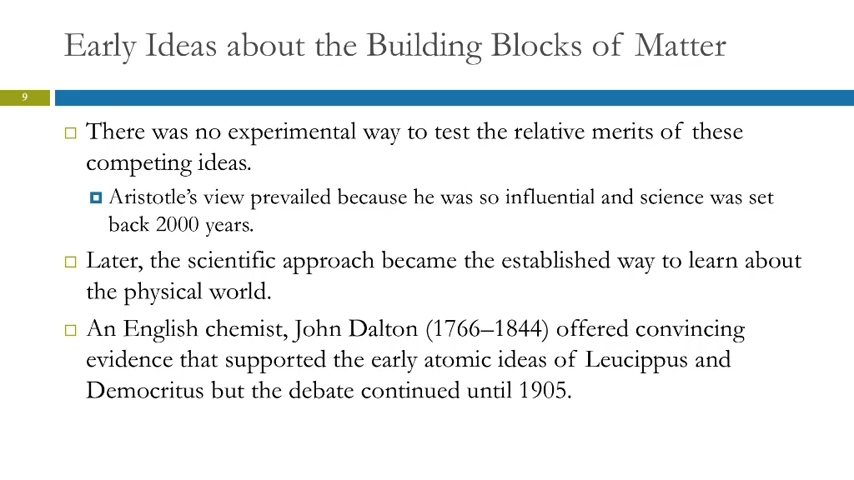 Early Ideas about the Building Blocks of Matter
9
There was no experimental way to test the relative merits of these
competing ideas.
Aristotle’s view prevailed because he was so influential and science was set
back 2000 years.
Later, the scientific approach became the established way to learn about
the physical world.
An English chemist, John Dalton (1766–1844) offered convincing
evidence that supported the early atomic ideas of Leucippus and
Democritus but the debate continued until 1905.